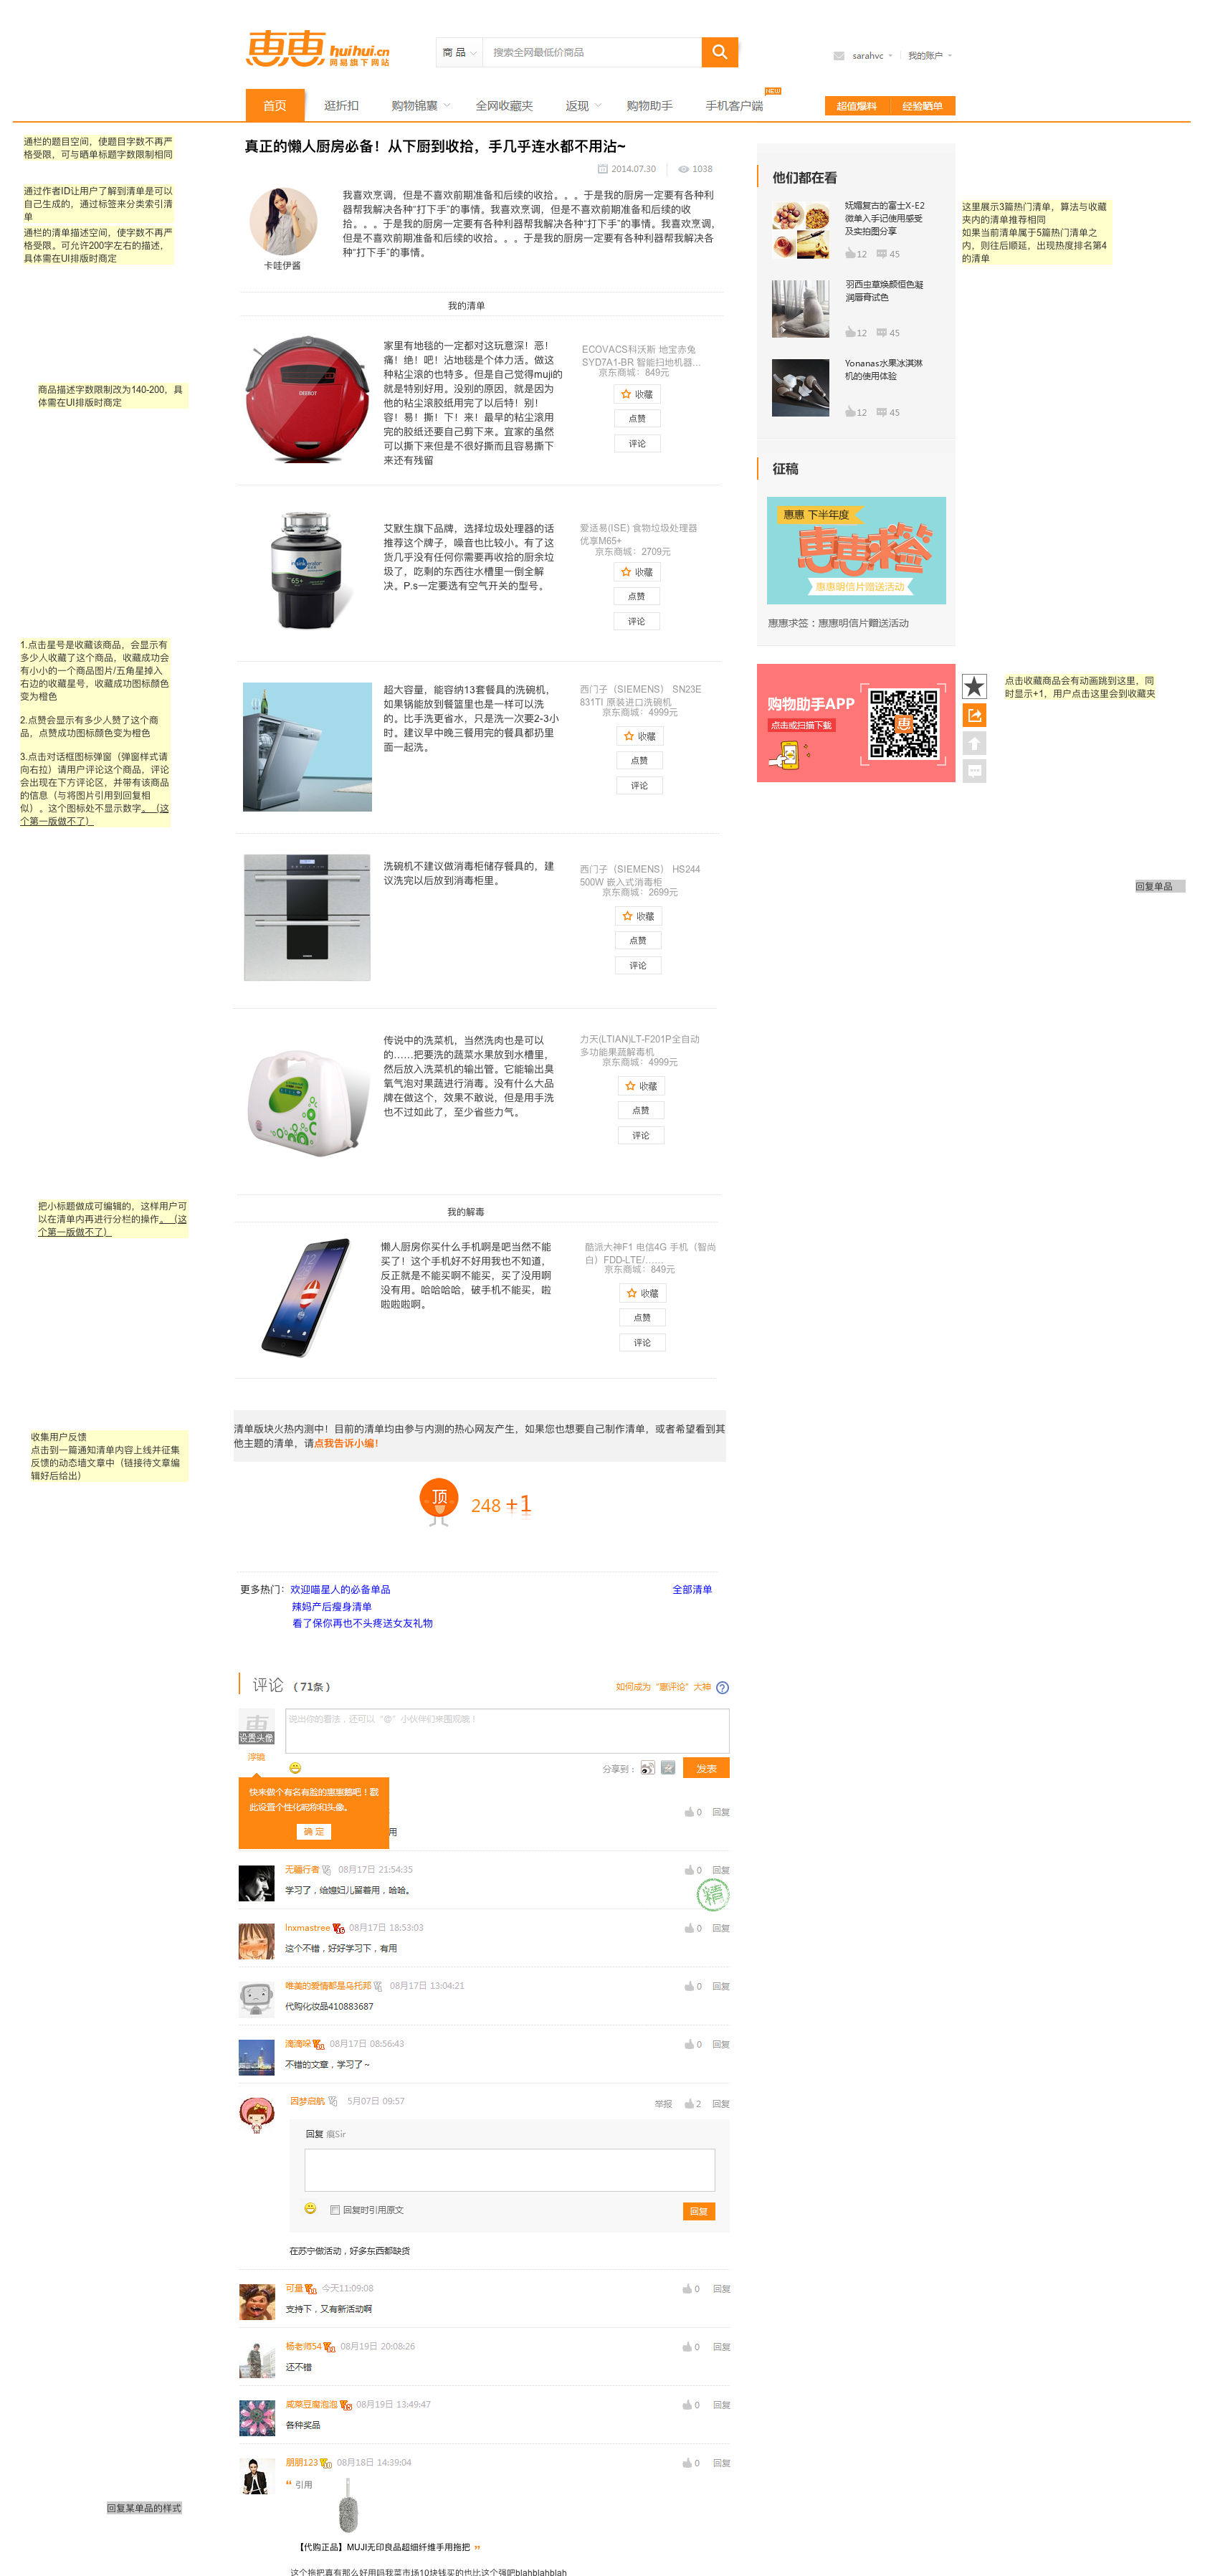 惠惠 huihui.cn
网易旗下网站
商 品
搜索全网最低价商品
sarahvc
我的账户
首页
逛折扣
购物锦囊
全网收藏夹
返现
购物助手
手机客户端
NEW
超值爆料
经验晒单
通栏的题目空间，使题目字数不再严
格受限，可与晒单标题字数限制相同
通过作者ID让用户了解到清单是可以
自己生成的，通过标签来分类索引清
单
通栏的清单描述空间，使字数不再严
格受限。可允许200字左右的描述，
具体需在UI排版时商定
真正的懒人厨房必备！从下厨到收拾，手几乎连水都不用沾~
2014.07.30
1038
卡哇伊酱
我喜欢烹调，但是不喜欢前期准备和后续的收拾。。。于是我的厨房一定要有各种利
器帮我解决各种“打下手”的事情。我喜欢烹调，但是不喜欢前期准备和后续的收
拾。。。于是我的厨房一定要有各种利器帮我解决各种“打下手”的事情。我喜欢烹调，
但是不喜欢前期准备和后续的收拾。。。于是我的厨房一定要有各种利器帮我解决各
种“打下手”的事情。
他们都在看
妩媚复古的富士X-E2
微单入手记使用感受
及实拍图分享
12
45
羽西虫草焕颜恒色凝
润唇膏试色
12
45
Yonanas水果冰淇淋
机的使用体验
12
45
这里展示3篇热门清单，算法与收藏
夹内的清单推荐相同
如果当前清单属于5篇热门清单之
内，则往后顺延，出现热度排名第4
的清单
我的清单
商品描述字数限制改为140-200，具
体需在UI排版时商定
DEEBOT
家里有地毯的一定都对这玩意深！恶！
痛！绝！吧！沾地毯是个体力活。做这
种粘尘滚的也特多。但是自己觉得muji的
就是特别好用。没别的原因，就是因为
他的粘尘滚胶纸用完了以后特！别！
容！易！撕！下！来！最早的粘尘滚用
完的胶纸还要自己剪下来。宜家的虽然
可以撕下来但是不很好撕而且容易撕下
来还有残留
ECOVACS科沃斯 地宝赤兔
SYD7A1-BR 智能扫地机器...
京东商城：849元
收藏
点赞
评论
征稿
惠惠 下半年度
惠惠求签
惠惠明信片赠送活动
惠惠求签：惠惠明信片赠送活动
65+
艾默生旗下品牌，选择垃圾处理器的话
推荐这个牌子，噪音也比较小。有了这
货几乎没有任何你需要再收拾的厨余垃
圾了，吃剩的东西往水槽里一倒全解
决。P.s一定要选有空气开关的型号。
爱适易(ISE) 食物垃圾处理器
优享M65+
京东商城：2709元
收藏
点赞
评论
1.点击星号是收藏该商品，会显示有
多少人收藏了这个商品，收藏成功会
有小小的一个商品图片/五角星掉入
右边的收藏星号，收藏成功图标颜色
变为橙色
2.点赞会显示有多少人赞了这个商
品，点赞成功图标颜色变为橙色
3.点击对话框图标弹窗（弹窗样式请
向右拉）请用户评论这个商品，评论
会出现在下方评论区，并带有该商品
的信息（与将图片引用到回复相
似）。这个图标处不显示数字。（这
个第一版做不了）
超大容量，能容纳13套餐具的洗碗机，
如果锅能放到餐篮里也是一样可以洗
的。比手洗更省水，只是洗一次要2-3小
时。建议早中晚三餐用完的餐具都扔里
面一起洗。
西门子（SIEMENS） SN23E
831TI 原装进口洗碗机
京东商城：4999元
收藏
点赞
评论
购物助手APP
点击或扫描下载
惠
点击收藏商品会有动画跳到这里，同
时显示+1，用户点击这里会到收藏夹
洗碗机不建议做消毒柜储存餐具的，建
议洗完以后放到消毒柜里。
西门子（SIEMENS） HS244
500W 嵌入式消毒柜
京东商城：2699元
收藏
点赞
评论
回复单品
传说中的洗菜机，当然洗肉也是可以
的......把要洗的蔬菜水果放到水槽里，
然后放入洗菜机的输出管。它能输出臭
氧气泡对果蔬进行消毒。没有什么大品
牌在做这个，效果不敢说，但是用手洗
也不过如此了，至少省些力气。
力天(LTIAN)LT-F201P全自动
多功能果蔬解毒机
京东商城：4999元
收藏
点赞
评论
把小标题做成可编辑的，这样用户可
以在清单内再进行分栏的操作。（这
个第一版做不了）
我的解毒
懒人厨房你买什么手机啊是吧当然不能
买了！这个手机好不好用我也不知道，
反正就是不能买啊不能买，买了没用啊
没有用。哈哈哈哈，破手机不能买，啦
啦啦啦啊。
酷派大神F1 电信4G 手机（智尚
白）FDD-LTE/......
京东商城：849元
收藏
点赞
评论
收集用户反馈
点击到一篇通知清单内容上线并征集
反馈的动态墙文章中（链接待文章编
辑好后给出）
清单版块火热内测中！目前的清单均由参与内测的热心网友产生，如果您也想要自己制作清单，或者希望看到其
他主题的清单，请点我告诉小编！
顶
248 +1
更多热门：欢迎喵星人的必备单品
全部清单
辣妈产后瘦身清单
看了保你再也不头疼送女友礼物
评论 （71条）
如何成为“惠评论”大神
惠
设置头像
浮镜
说出你的看法，还可以“@”小伙伴们来围观哦！
分享到：
发表
快来做个有名有脸的惠惠鹅吧！戳
此设置个性化昵称和头像。
确 定
0 回复
用
无疆行者 08月17日 21:54:35
0 回复
学习了，给媳妇儿留着用，哈哈。
精
lnxmastree 08月17日 18:53:03
0 回复
这个不错，好好学习下，有用
唯美的爱情都是乌托邦 08月17日 13:04:21
0 回复
代购化妆品410883687
滴滴哚 08月17日 08:56:43
0 回复
不错的文章，学习了~
因梦启航 5月07日 09:57
举报 2 回复
回复 痕Sir
回复时引用原文
回复
在苏宁做活动，好多东西都缺货
可量 今天11:09:08
0 回复
支持下，又有新活动啊
杨老师54 08月19日 20:08:26
0 回复
还不错
咸菜豆腐泡泡 08月19日 13:49:47
0 回复
各种奖品
朋朋123 08月18日 14:39:04
0 回复
引用
回复某单品的样式
【代购正品】MUJI无印良品超细纤维手用拖把
这个拖把真有那么好用吗我菜市场10块钱买的也比这个强吧blahblahblah